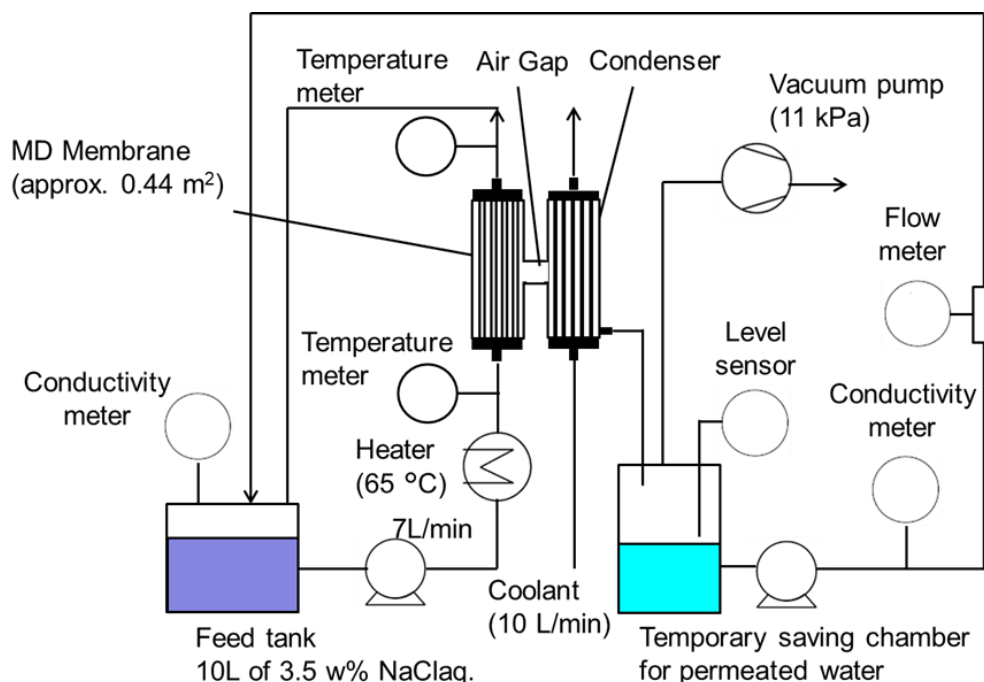 Temperature
meter
Air Gap
Condenser
Vacuum pump
(11 kPa)
MD Membrane
(approx. 0.44 m²)
Flow
meter
Temperature
meter
Level
sensor
Conductivity
meter
Conductivity
meter
Heater
(65 °C)
7L/min
Coolant
(10 L/min)
Feed tank
10L of 3.5 w% NaClaq.
Temporary saving chamber
for permeated water